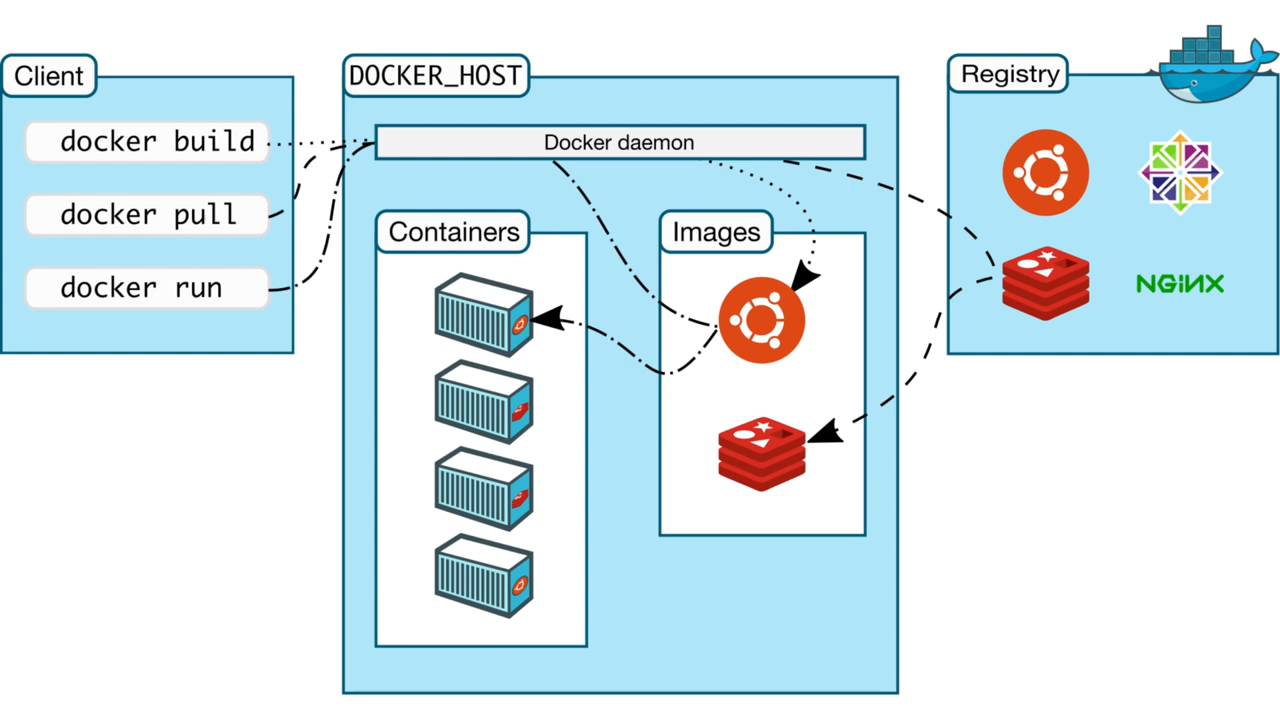 Client
docker build
docker pull
docker run
DOCKER_HOST
Docker daemon
Containers
Images
Registry
NGINX